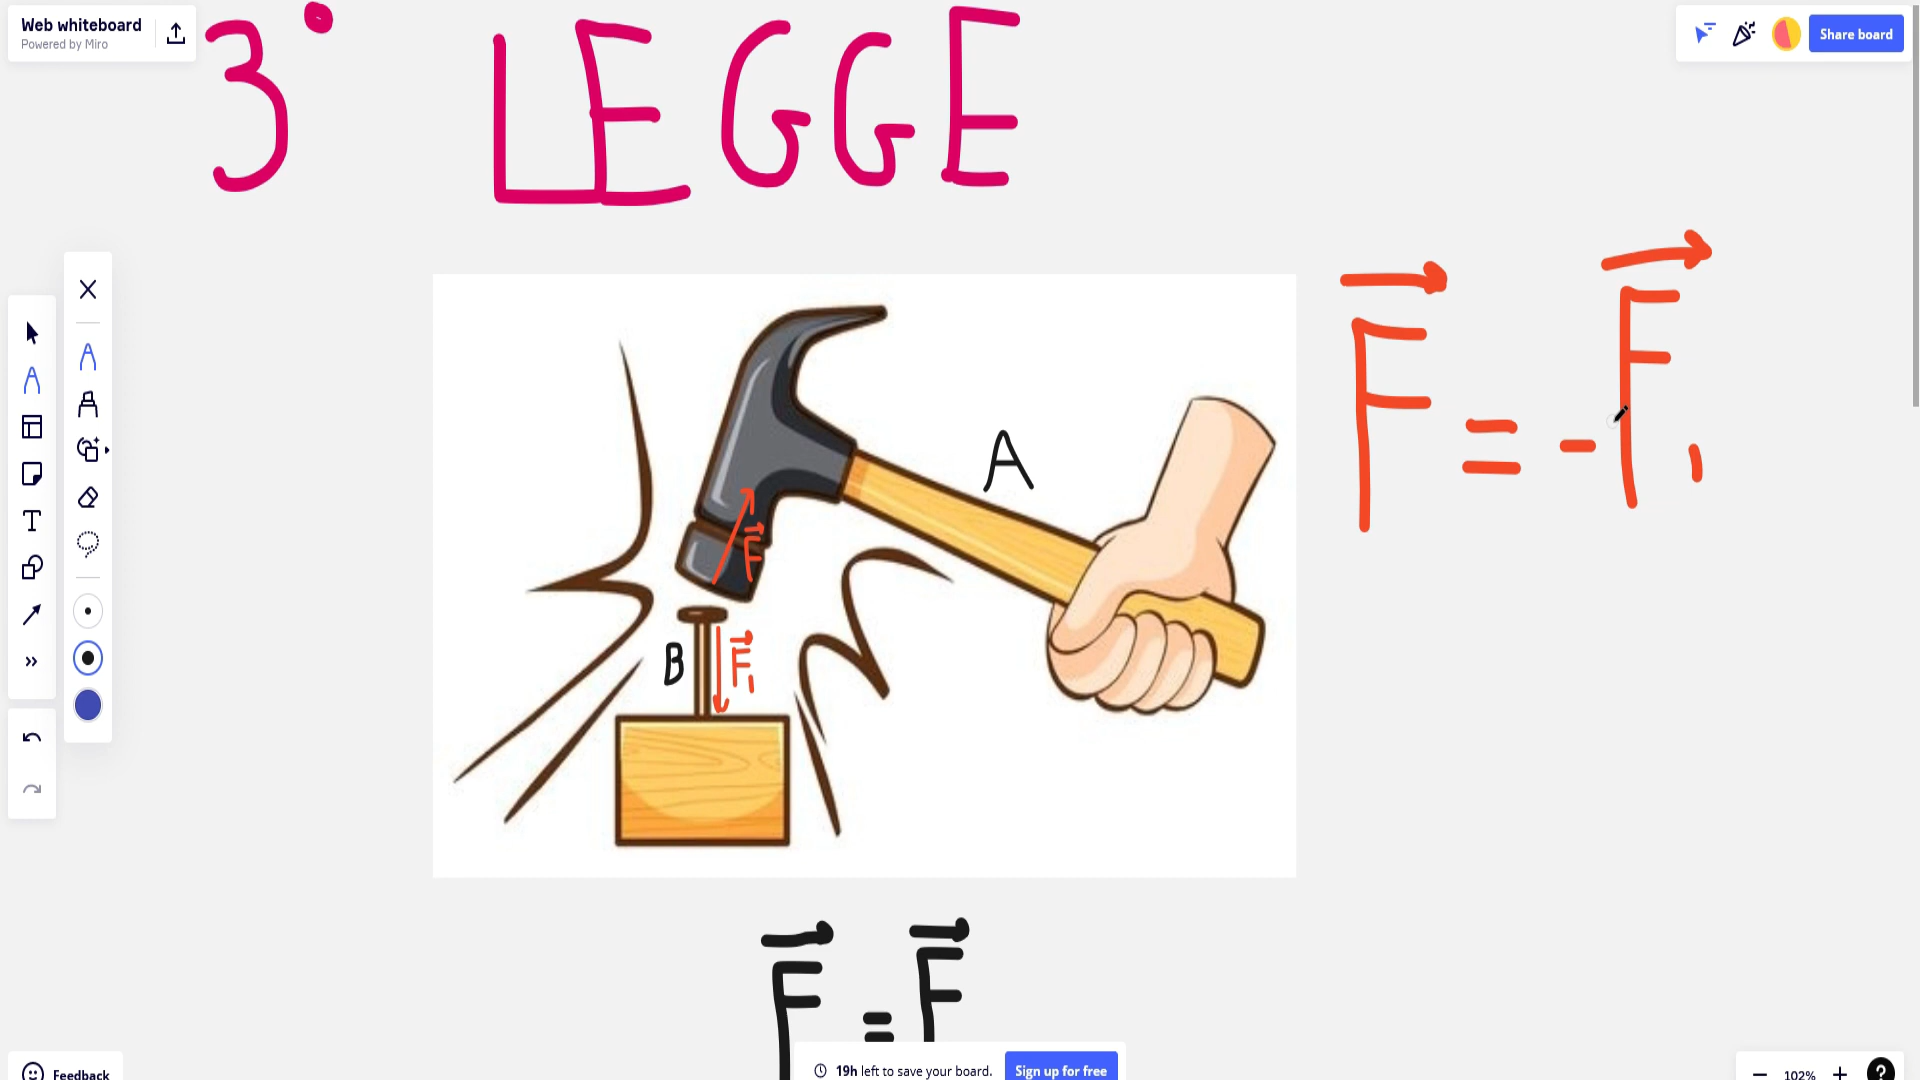 Web whiteboard
Powered by Miro
Share board
3° LEGGE
F = -F₁
A
F
B
F₁
T
F = F
19h left to save your board.
Sign up for free
Feedback
102%
?